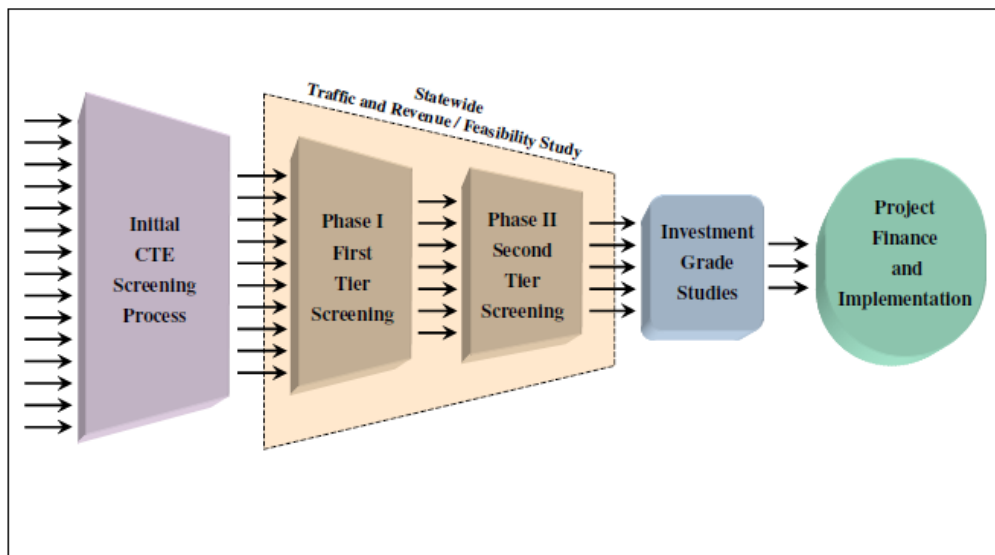 Statewide
Traffic and Revenue / Feasibility Study
Initial
CTE
Screening
Process
Phase I
First
Tier
Screening
Phase II
Second
Tier
Screening
Investment
Grade
Studies
Project
Finance
and
Implementation